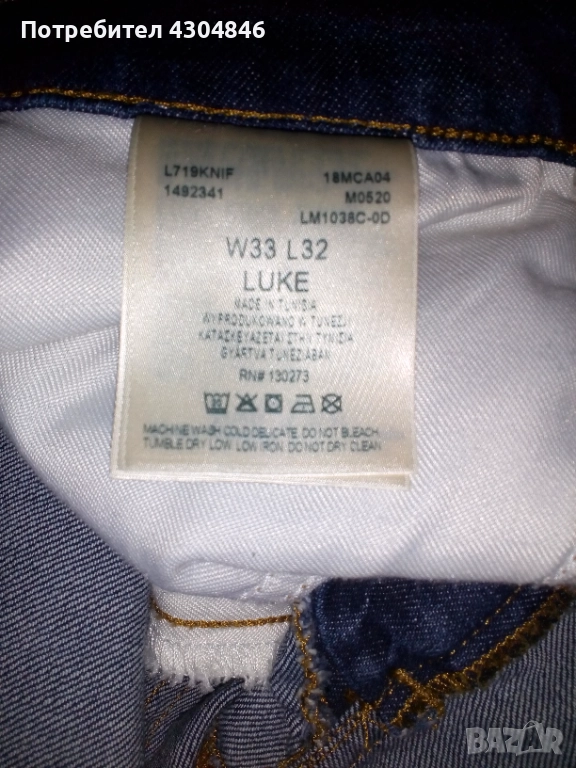 Потребител 4304846
L719KNIF 18MCA04
1492341 M0520
LM1038C-0D
W33 L32
LUKE
MADE IN TUNISIA
WYPRODUKOWANO W TUNEZJI
ΚΑΤΑΣΚΕΥΑΖΕΤΑΙ ΣΤΗΝ ΤΥΝΙΣΙΑ
GYÁRTVA TUNÉZIÁBAN
RN# 130273
MACHINE WASH COLD DELICATE. DO NOT BLEACH.
TUMBLE DRY LOW. LOW IRON. DO NOT DRY CLEAN
BAZAR